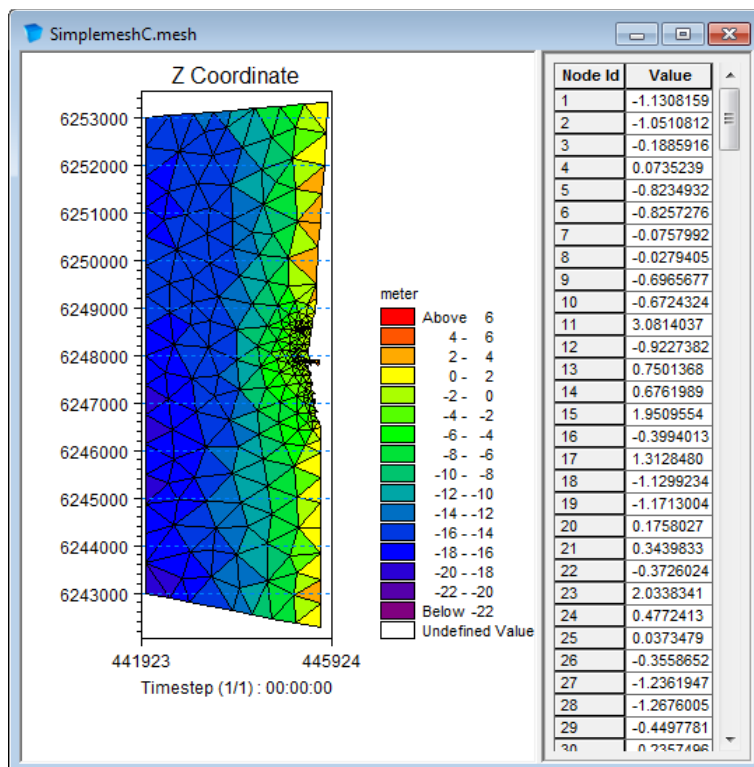 SimplemeshC.mesh
Z Coordinate
6253000
6252000
6251000
6250000
6249000
6248000
6247000
6246000
6245000
6244000
6243000
441923 445924
Timestep (1/1) : 00:00:00
meter
Above 6
4 - 6
2 - 4
0 - 2
-2 - 0
-4 - -2
-6 - -4
-8 - -6
-10 - -8
-12 - -10
-14 - -12
-16 - -14
-18 - -16
-20 - -18
-22 - -20
Below -22
Undefined Value
Node Id Value
1 -1.1308159
2 -1.0510812
3 -0.1885916
4 0.0735239
5 -0.8234932
6 -0.8257276
7 -0.0757992
8 -0.0279405
9 -0.6965677
10 -0.6724324
11 3.0814037
12 -0.9227382
13 0.7501368
14 0.6761989
15 1.9509554
16 -0.3994013
17 1.3128480
18 -1.1299234
19 -1.1713004
20 0.1758027
21 0.3439833
22 -0.3726024
23 2.0338341
24 0.4772413
25 0.0373479
26 -0.3558652
27 -1.2361947
28 -1.2676005
29 -0.4497781
30 -0.2357496